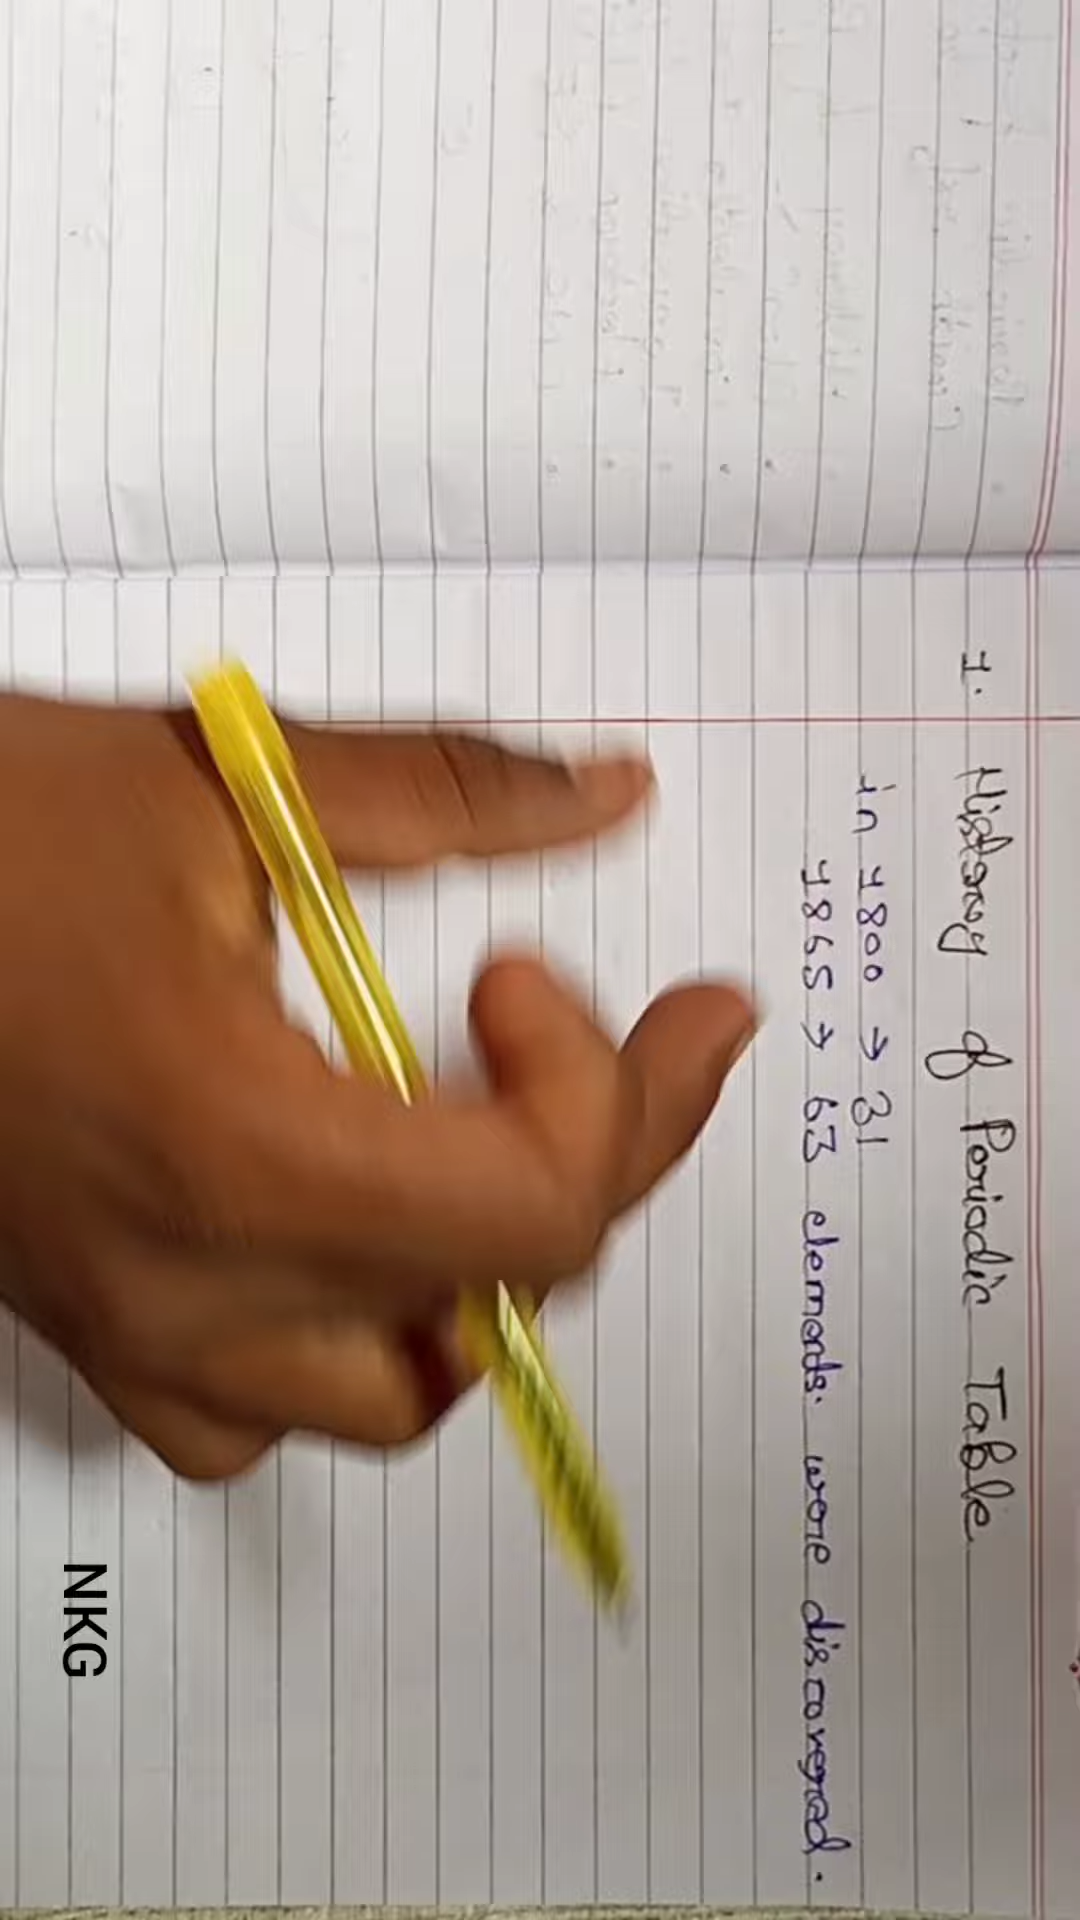 1. History of Periodic Table
in 1800 → 31
1865 → 63 elements. were discovered.
NKG